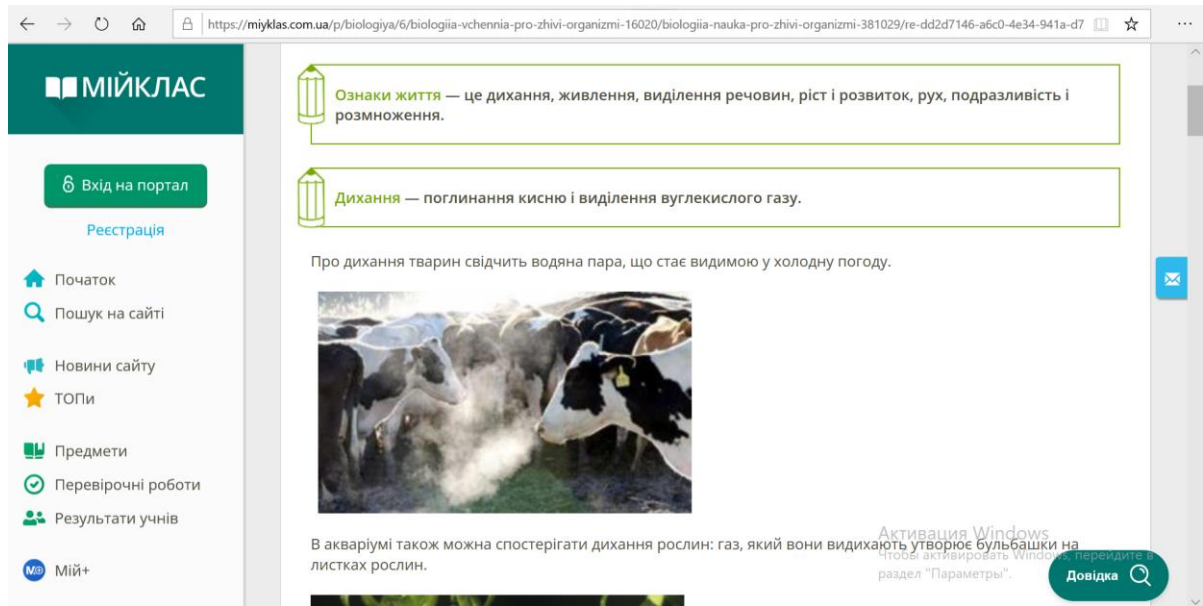 https://miyklas.com.ua/p/biologiya/6/biologiia-vchennia-pro-zhivi-organizmi-16020/biologiia-nauka-pro-zhivi-organizmi-381029/re-dd2d7146-a6c0-4e34-941a-d7
МІЙКЛАС
Вхід на портал
Реєстрація
Початок
Пошук на сайті
Новини сайту
ТОПи
Предмети
Перевірочні роботи
Результати учнів
Мій+
Ознаки життя — це дихання, живлення, виділення речовин, ріст і розвиток, рух, подразливість і
розмноження.
Дихання — поглинання кисню і виділення вуглекислого газу.
Про дихання тварин свідчить водяна пара, що стає видимою у холодну погоду.
В акваріумі також можна спостерігати дихання рослин: газ, який вони видихають утворює бульбашки на
листках рослин.
Активация Windows
Чтобы активировать Windows, перейдите в
раздел "Параметры".
Довідка